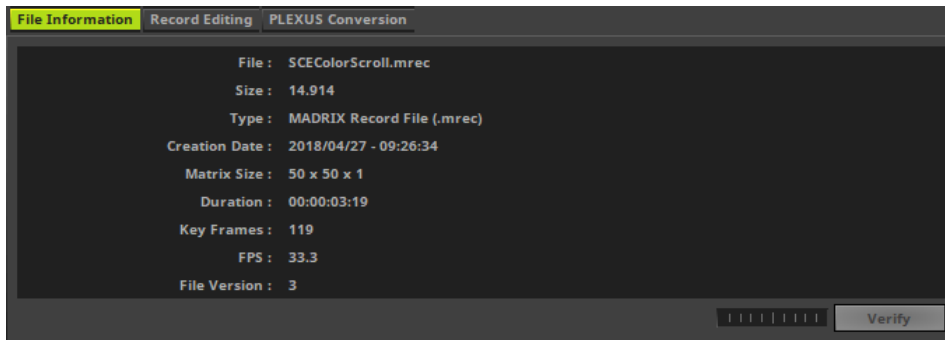 File Information Record Editing PLEXUS Conversion
File : SCEColorScroll.mrec
Size : 14.914
Type : MADRIX Record File (.mrec)
Creation Date : 2018/04/27 - 09:26:34
Matrix Size : 50 x 50 x 1
Duration : 00:00:03:19
Key Frames : 119
FPS : 33.3
File Version : 3
Verify